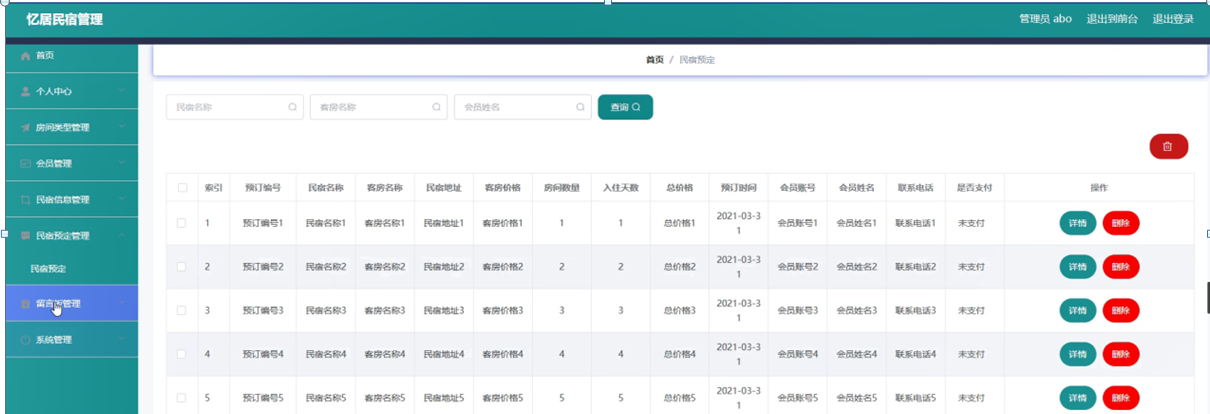 忆居民宿管理
管理员 abo 退出到前台 退出登录
首页
个人中心
房间类型管理
会员管理
民宿信息管理
民宿预定管理
民宿预定
留言板管理
系统管理
首页 / 民宿预定
民宿名称 客房名称 会员姓名 查询
索引 预订编号 民宿名称 客房名称 民宿地址 客房价格 房间数量 入住天数 总价格 预订时间 会员账号 会员姓名 联系电话 是否支付 操作
1 预订编号1 民宿名称1 客房名称1 民宿地址1 客房价格1 1 1 总价格1 2021-03-31 会员账号1 会员姓名1 联系电话1 未支付 详情 删除
2 预订编号2 民宿名称2 客房名称2 民宿地址2 客房价格2 2 2 总价格2 2021-03-31 会员账号2 会员姓名2 联系电话2 未支付 详情 删除
3 预订编号3 民宿名称3 客房名称3 民宿地址3 客房价格3 3 3 总价格3 2021-03-31 会员账号3 会员姓名3 联系电话3 未支付 详情 删除
4 预订编号4 民宿名称4 客房名称4 民宿地址4 客房价格4 4 4 总价格4 2021-03-31 会员账号4 会员姓名4 联系电话4 未支付 详情 删除
5 预订编号5 民宿名称5 客房名称5 民宿地址5 客房价格5 5 5 总价格5 2021-03-31 会员账号5 会员姓名5 联系电话5 未支付 详情 删除